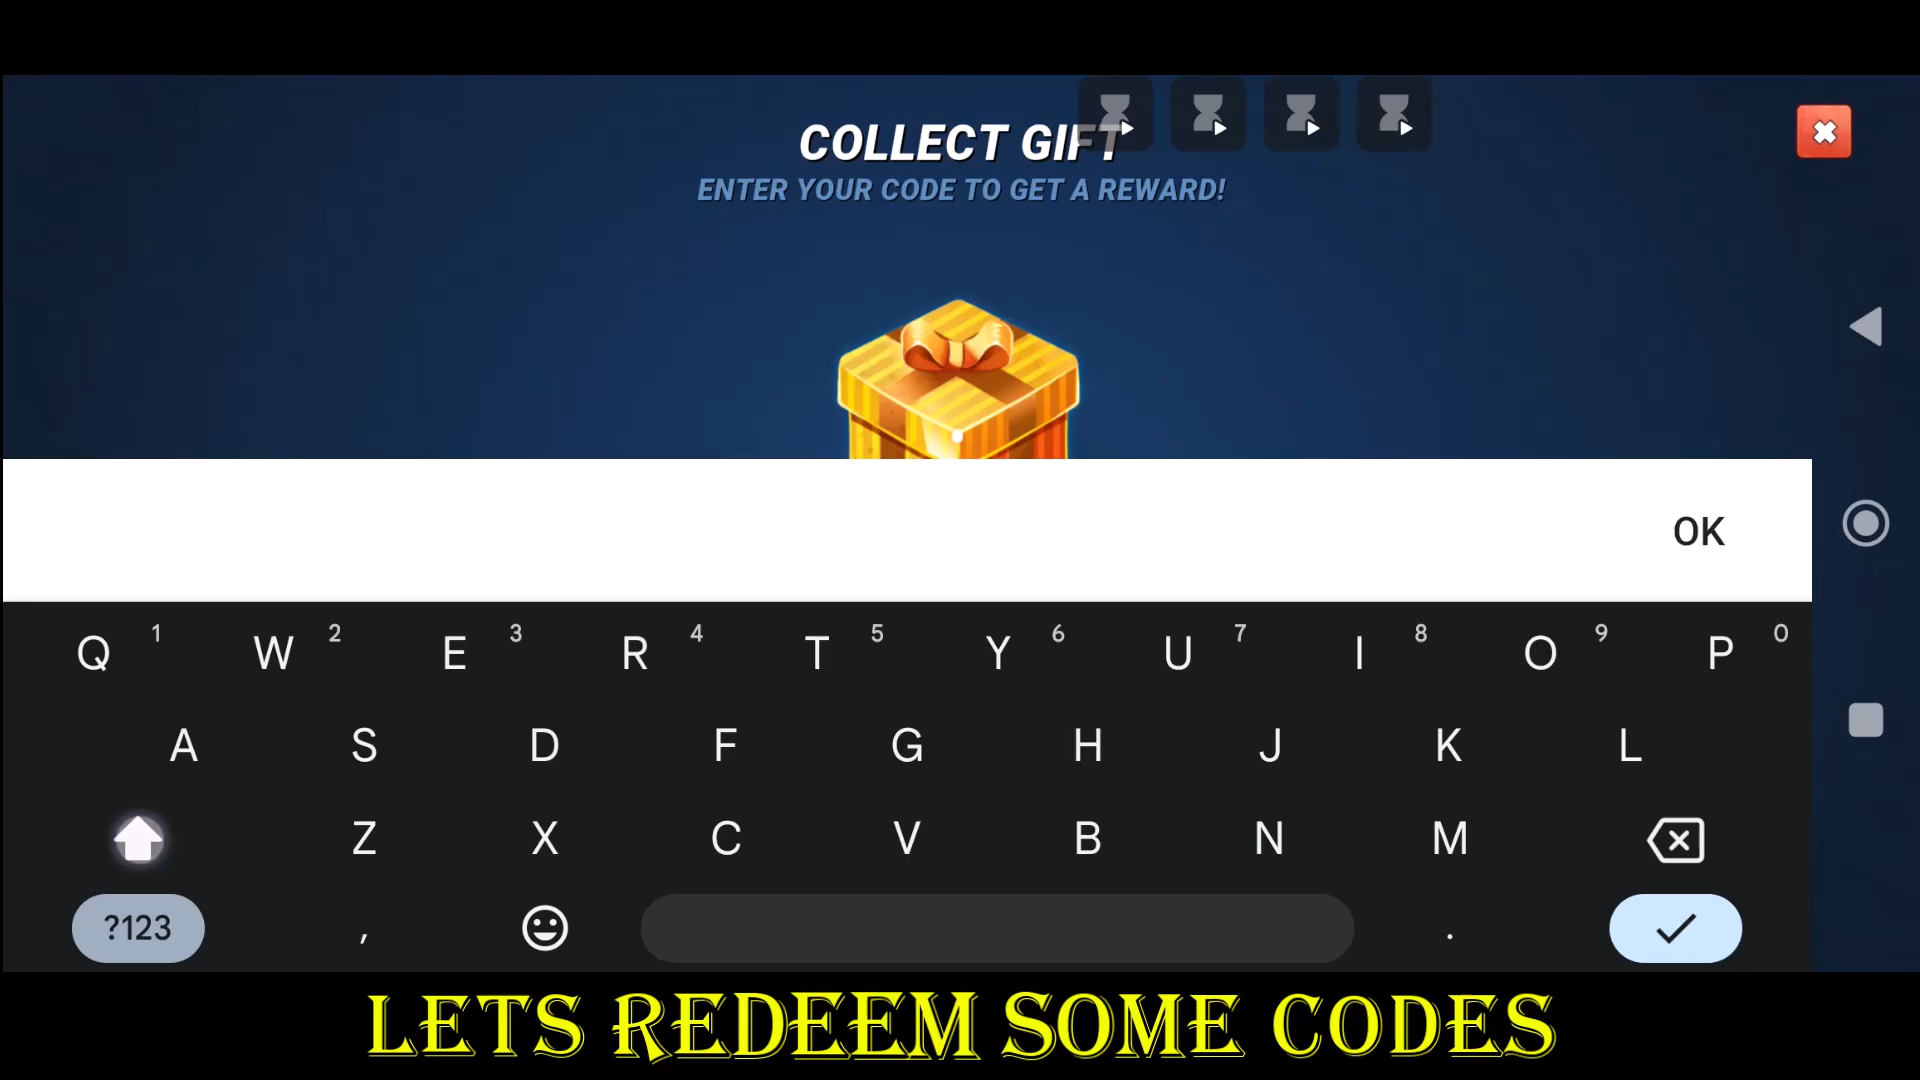 COLLECT GIFT
ENTER YOUR CODE TO GET A REWARD!
OK
Q 1 W 2 E 3 R 4 T 5 Y 6 U 7 I 8 O 9 P 0
A S D F G H J K L
Z X C V B N M
?123 , .
LETS REDEEM SOME CODES